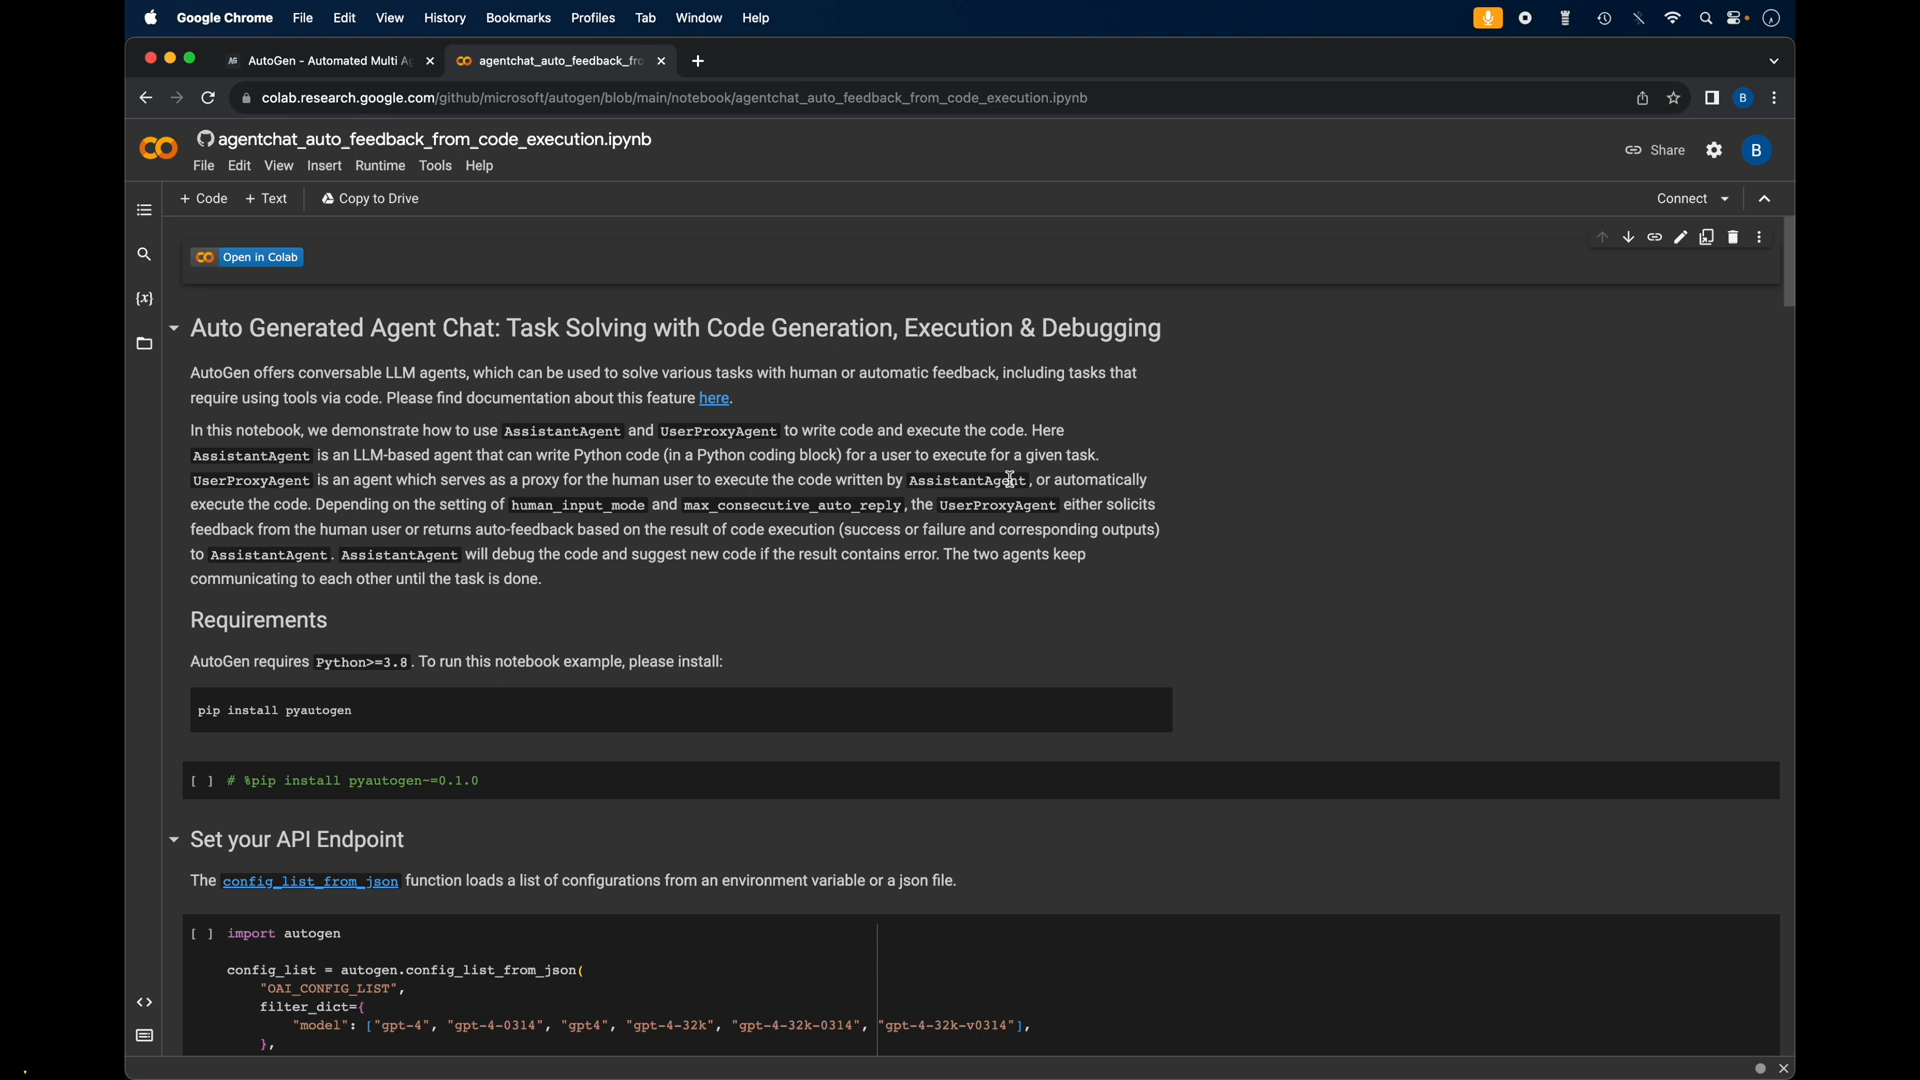 Google Chrome File Edit View History Bookmarks Profiles Tab Window Help
AutoGen - Automated Multi Ag
agentchat_auto_feedback_fro
colab.research.google.com/github/microsoft/autogen/blob/main/notebook/agentchat_auto_feedback_from_code_execution.ipynb
B
agentchat_auto_feedback_from_code_execution.ipynb
File Edit View Insert Runtime Tools Help
Share
B
+ Code + Text Copy to Drive
Connect
Open in Colab
{x}
Auto Generated Agent Chat: Task Solving with Code Generation, Execution & Debugging
AutoGen offers conversable LLM agents, which can be used to solve various tasks with human or automatic feedback, including tasks that
require using tools via code. Please find documentation about this feature here.
In this notebook, we demonstrate how to use AssistantAgent and UserProxyAgent to write code and execute the code. Here
AssistantAgent is an LLM-based agent that can write Python code (in a Python coding block) for a user to execute for a given task.
UserProxyAgent is an agent which serves as a proxy for the human user to execute the code written by AssistantAgent, or automatically
execute the code. Depending on the setting of human_input_mode and max_consecutive_auto_reply, the UserProxyAgent either solicits
feedback from the human user or returns auto-feedback based on the result of code execution (success or failure and corresponding outputs)
to AssistantAgent. AssistantAgent will debug the code and suggest new code if the result contains error. The two agents keep
communicating to each other until the task is done.
Requirements
AutoGen requires Python>=3.8. To run this notebook example, please install:
pip install pyautogen
[ ] # %pip install pyautogen~=0.1.0
Set your API Endpoint
The config_list_from_json function loads a list of configurations from an environment variable or a json file.
[ ] import autogen
config_list = autogen.config_list_from_json(
"OAI_CONFIG_LIST",
filter_dict={
"model": ["gpt-4", "gpt-4-0314", "gpt4", "gpt-4-32k", "gpt-4-32k-0314", "gpt-4-32k-v0314"],
},